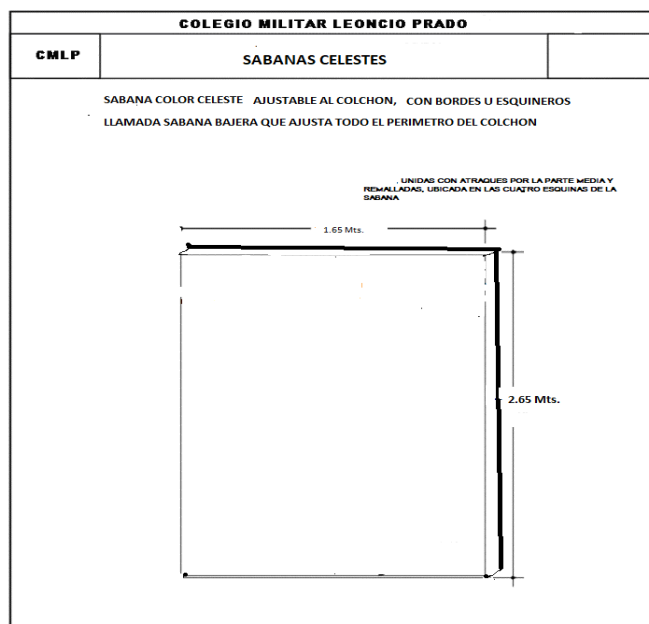 COLEGIO MILITAR LEONCIO PRADO
CMLP
SABANAS CELESTES
SABANA COLOR CELESTE AJUSTABLE AL COLCHON, CON BORDES U ESQUINEROS
LLAMADA SABANA BAJERA QUE AJUSTA TODO EL PERIMETRO DEL COLCHON
, UNIDAS CON ATRAQUES POR LA PARTE MEDIA Y
REMALLADAS, UBICADA EN LAS CUATRO ESQUINAS DE LA
SABANA
1.65 Mts.
2.65 Mts.